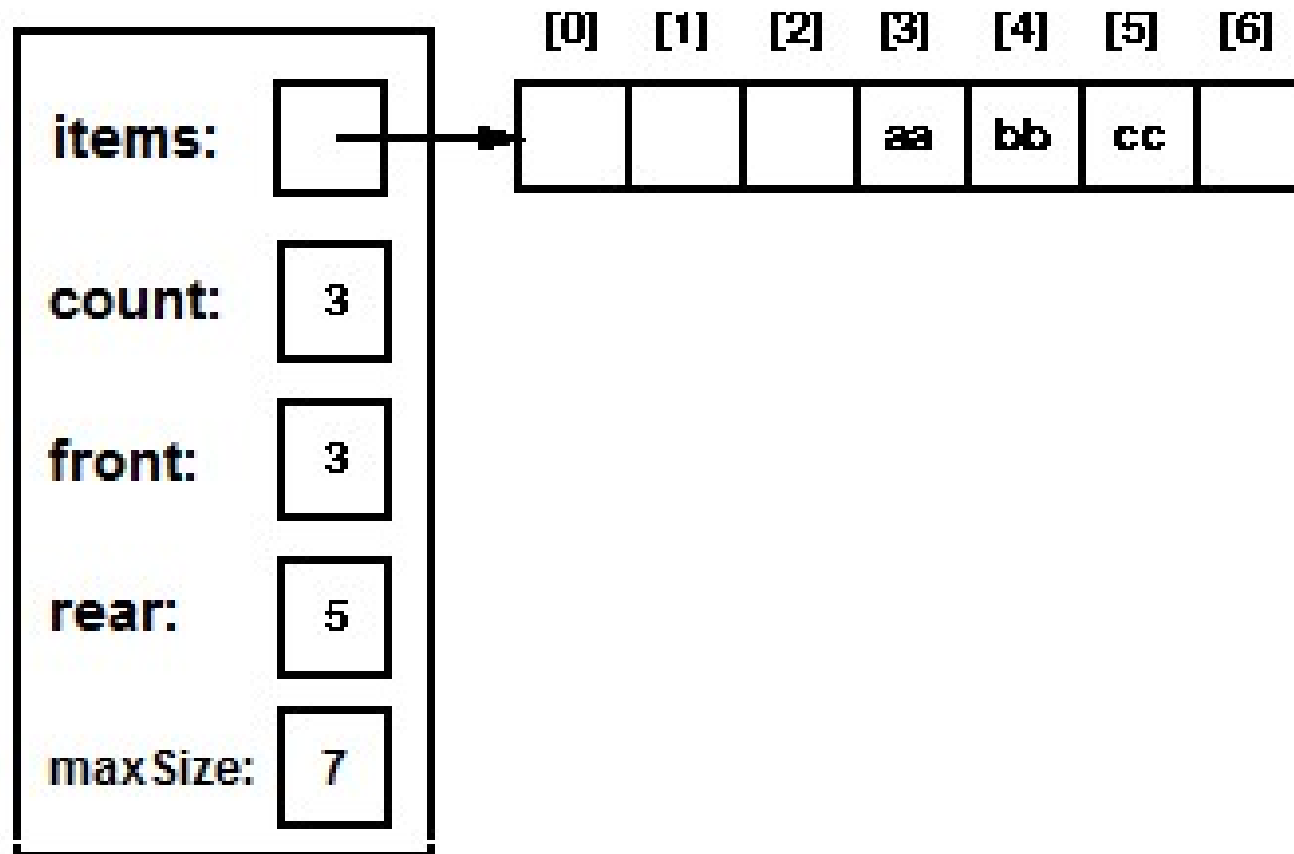 [0] [1] [2] [3] [4] [5] [6]
items: aa bb cc
count: 3
front: 3
rear: 5
maxSize: 7